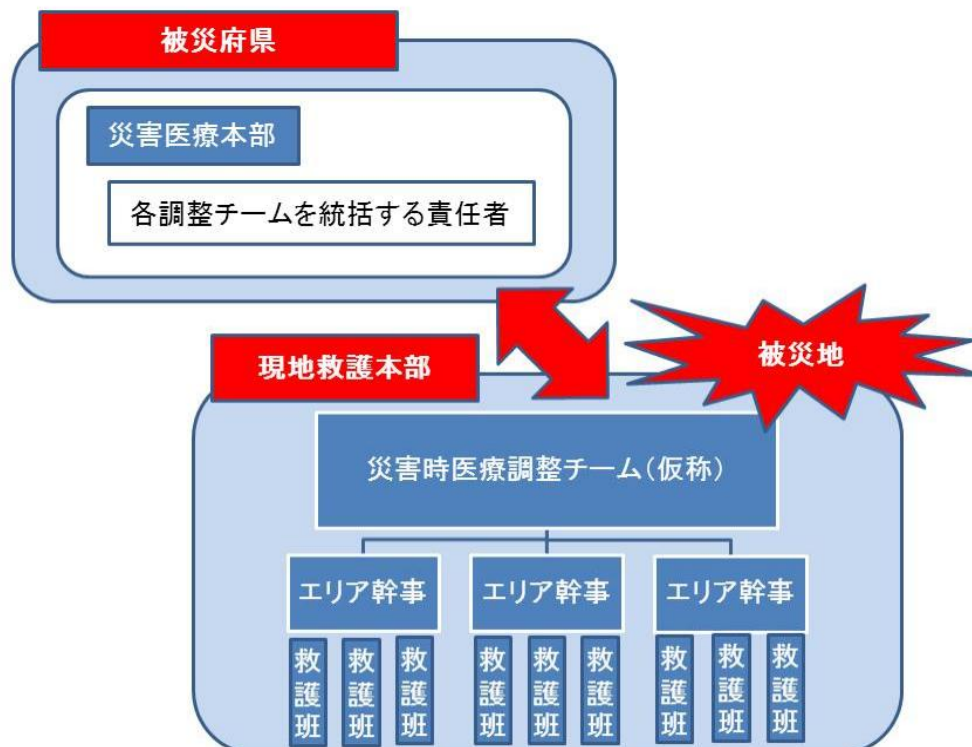 被災府県
災害医療本部
各調整チームを統括する責任者
被災地
現地救護本部
災害時医療調整チーム(仮称)
エリア幹事
エリア幹事
エリア幹事
救護班
救護班
救護班
救護班
救護班
救護班
救護班
救護班
救護班